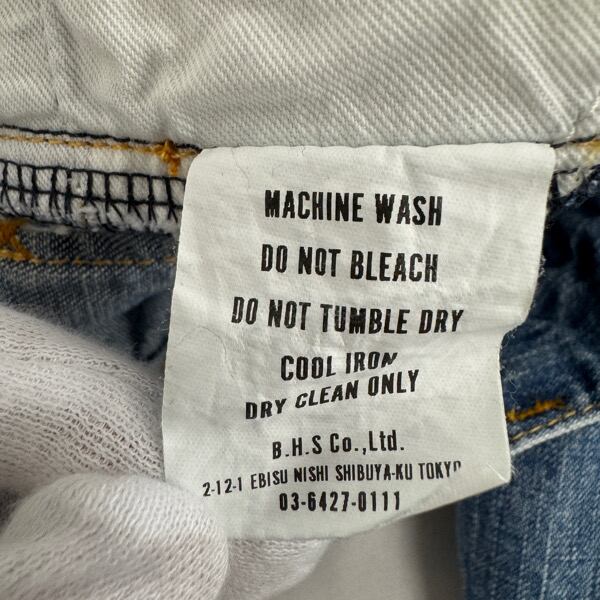 MACHINE WASH
DO NOT BLEACH
DO NOT TUMBLE DRY
COOL IRON
DRY CLEAN ONLY
B.H.S Co.,Ltd.
2-12-1 EBISU NISHI SHIBUYA-KU TOKYO
03-6427-0111